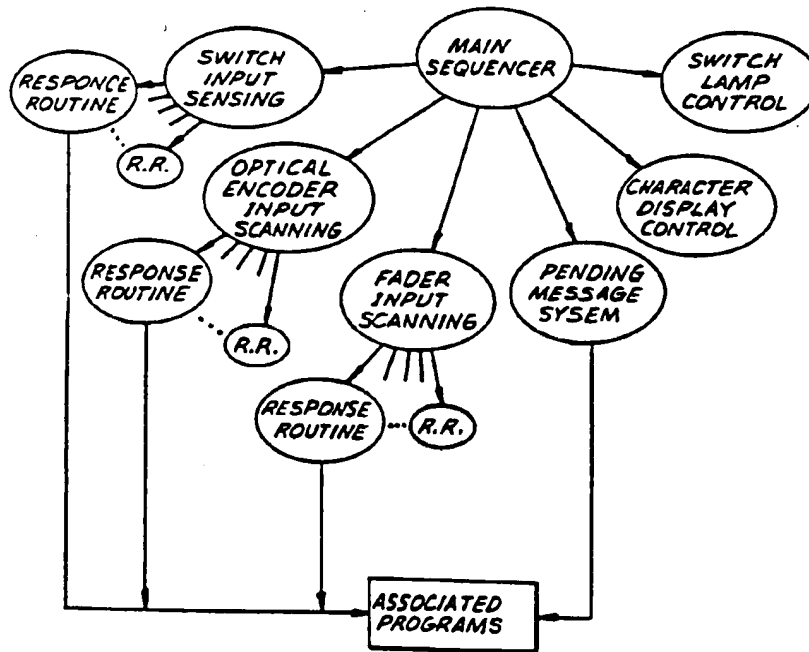 MAIN
SEQUENCER
SWITCH
INPUT
SENSING
SWITCH
LAMP
CONTROL
RESPONCE
ROUTINE
R.R.
OPTICAL
ENCODER
INPUT
SCANNING
CHARACTER
DISPLAY
CONTROL
RESPONSE
ROUTINE
R.R.
FADER
INPUT
SCANNING
PENDING
MESSAGE
SYSEM
RESPONSE
ROUTINE
R.R.
ASSOCIATED
PROGRAMS